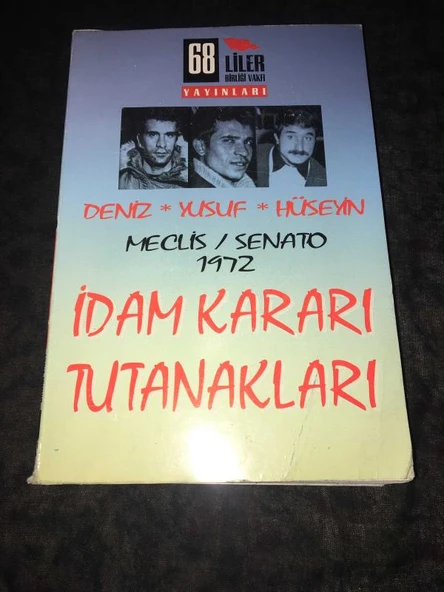 68 LİLER
BİRLİĞİ VAKFI
YAYINLARI
DENİZ * YUSUF * HÜSEYİN
MECLİS / SENATO
1972
İDAM KARARI
TUTANAKLARI